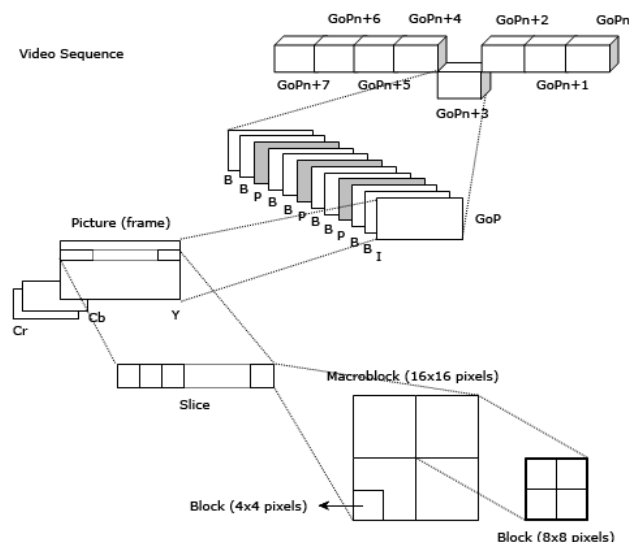 GoPn+6
GoPn+4
GoPn+2
GoPn
Video Sequence
GoPn+7
GoPn+5
GoPn+1
GoPn+3
B
B
P
B
B
P
B
B
P
B
B
I
GoP
Picture (frame)
Cr
Cb
Y
Slice
Macroblock (16x16 pixels)
Block (4x4 pixels)
Block (8x8 pixels)